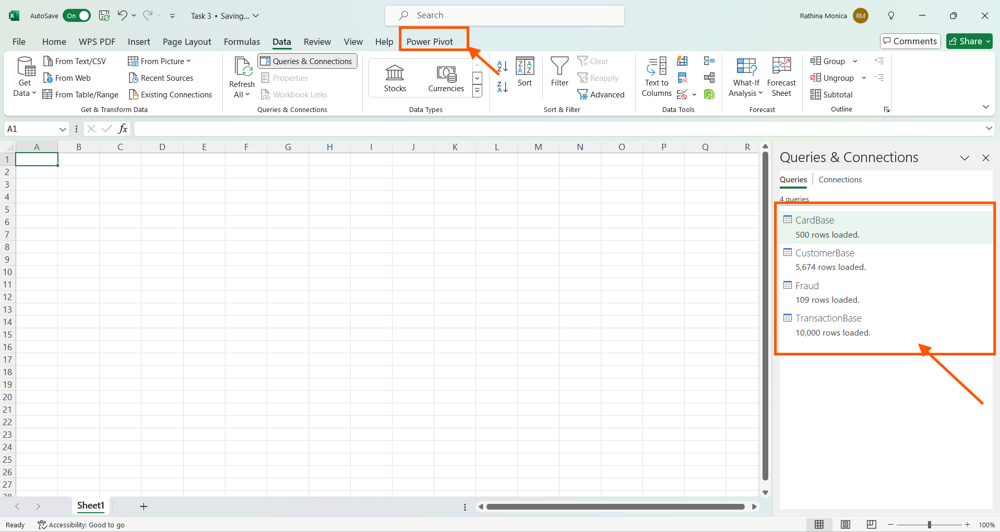 AutoSave On Task 3 • Saving... Search Rathina Monica RM
File Home WPS PDF Insert Page Layout Formulas Data Review View Help Power Pivot Comments Share
Get Data
From Text/CSV
From Web
From Table/Range
From Picture
Recent Sources
Existing Connections
Get & Transform Data
Refresh All
Queries & Connections
Properties
Workbook Links
Queries & Connections
Stocks
Currencies
Data Types
Sort
Filter
Clear
Reapply
Advanced
Sort & Filter
Text to
Columns
Data Tools
What-If
Analysis
Forecast
Sheet
Forecast
Group
Ungroup
Subtotal
Outline
A1 fx
A B C D E F G H I J K L M N O P Q R
1
2
3
4
5
6
7
8
9
10
11
12
13
14
15
16
17
18
19
20
21
22
23
24
25
26
27
28
Queries & Connections
Queries Connections
4 queries
CardBase
500 rows loaded.
CustomerBase
5,674 rows loaded.
Fraud
109 rows loaded.
TransactionBase
10,000 rows loaded.
Sheet1
Ready Accessibility: Good to go 100%